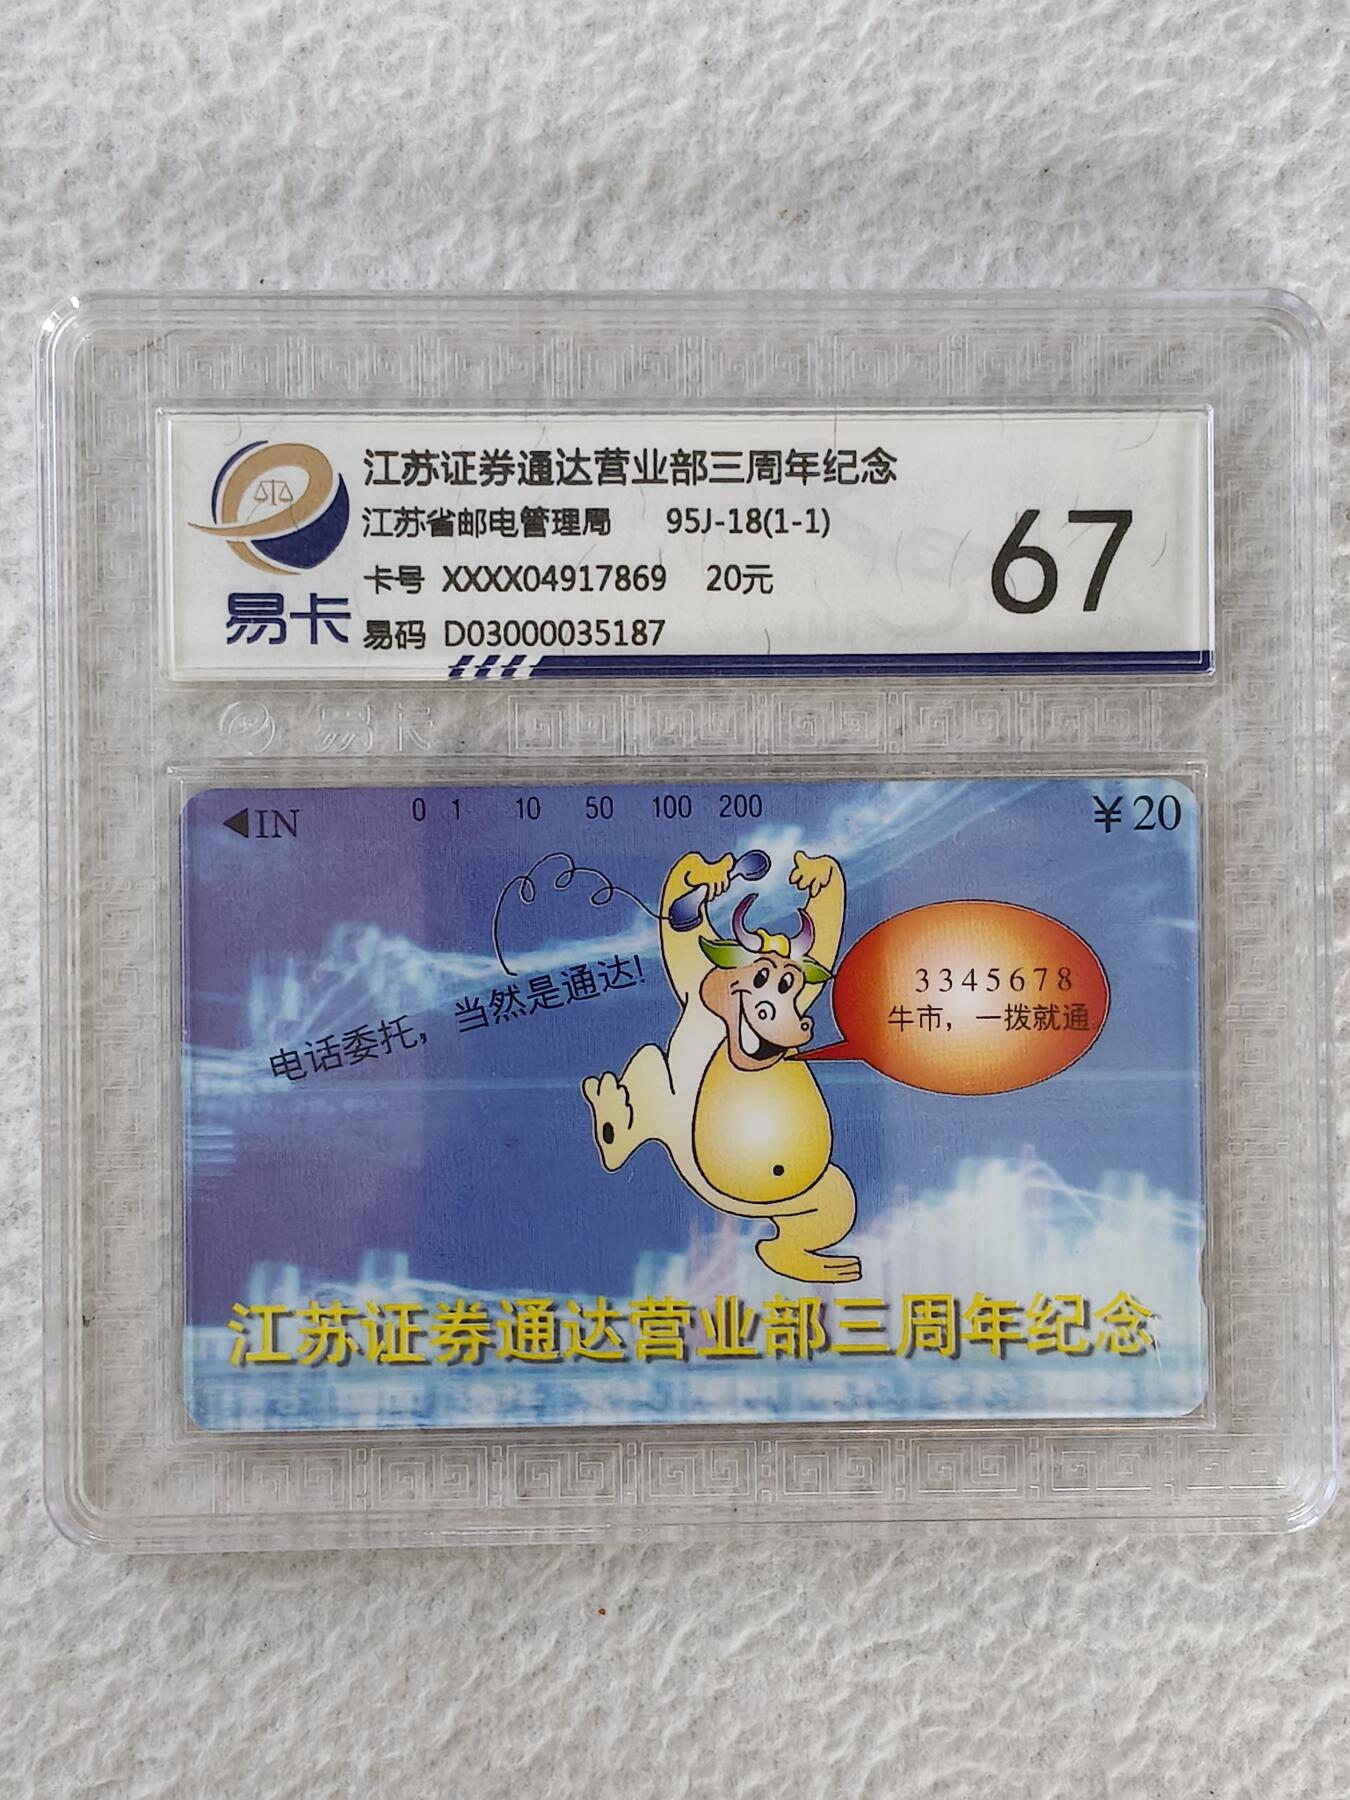 江苏证券通达营业部三周年纪念
江苏省邮电管理局 95J-18(1-1)
卡号 XXXX04917869 20元
易码 D03000035187
67
易卡
易卡
◀IN 0 1 10 50 100 200 ¥20
电话委托，当然是通达!
3345678
牛市，一拨就通
江苏证券通达营业部三周年纪念